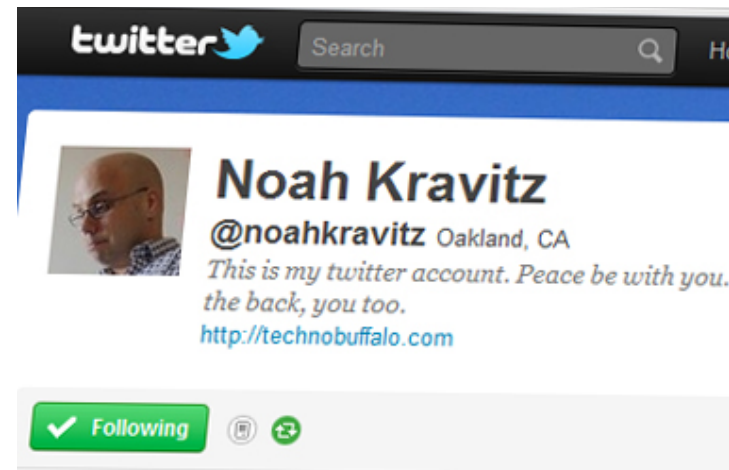 twitter Search Ho
Noah Kravitz
@noahkravitz Oakland, CA
This is my twitter account. Peace be with you.
the back, you too.
http://technobuffalo.com
Following